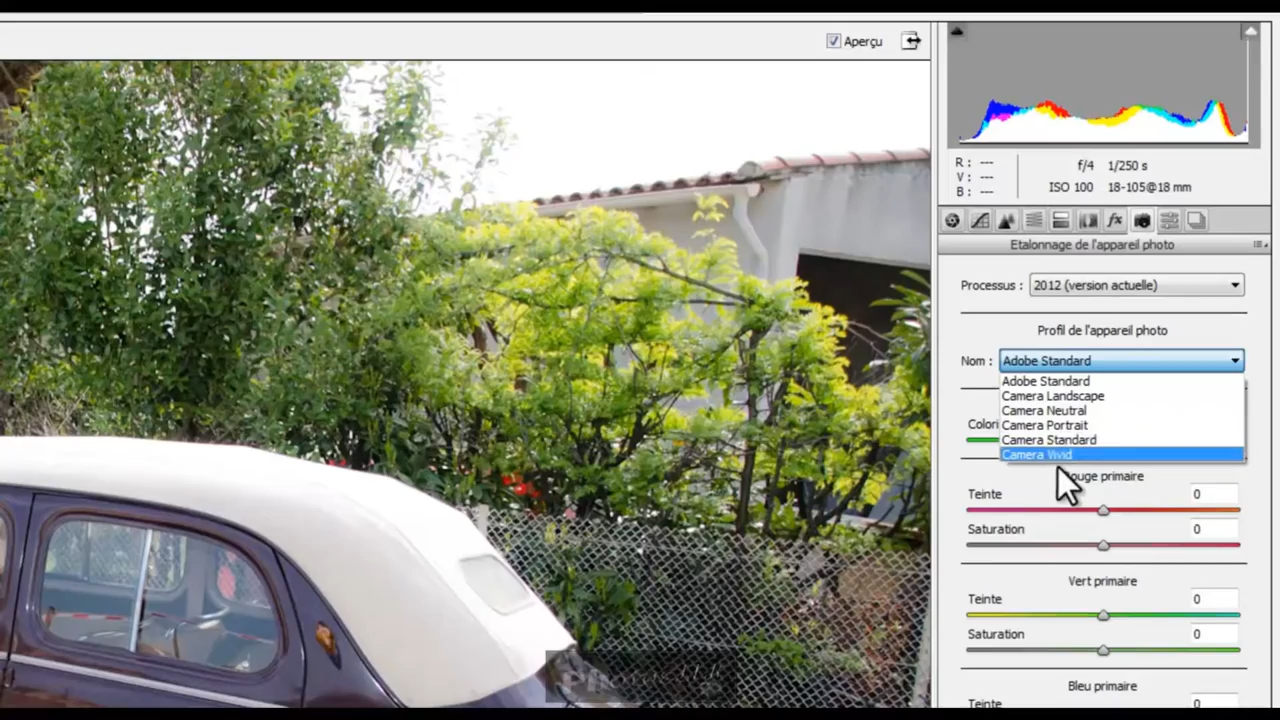 Aperçu
R : ---
V : ---
B : ---
f/4 1/250 s
ISO 100 18-105@18 mm
fx
Etalonnage de l'appareil photo
Processus : 2012 (version actuelle)
Profil de l'appareil photo
Nom : Adobe Standard
Adobe Standard
Camera Landscape
Camera Neutral
Camera Portrait
Camera Standard
Camera Vivid
Teinte 0
Saturation 0
Vert primaire
Teinte 0
Saturation 0
Bleu primaire
Teinte